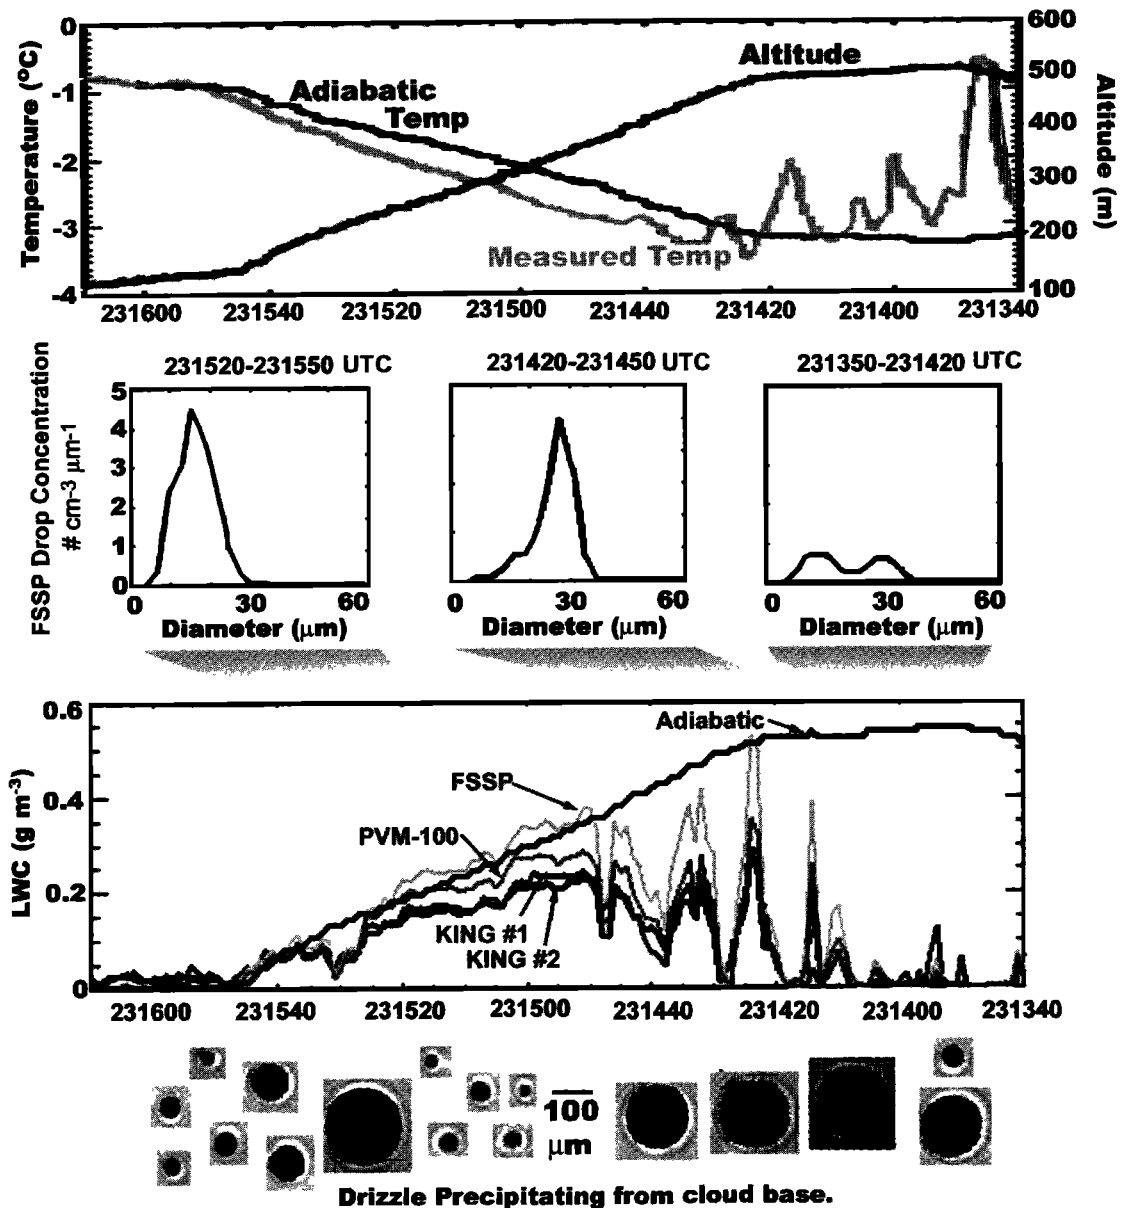 0
600
Temperature (°C)
Altitude
500
Altitude (m)
-1
Adiabatic
Temp
400
-2
300
-3
200
Measured Temp
-4
100
231600
231540
231520
231500
231440
231420
231400
231340
FSSP Drop Concentration
# cm-3 μm-1
231520-231550 UTC
231420-231450 UTC
231350-231420 UTC
5
4
3
2
1
0
0 30 60
0 30 60
0 30 60
Diameter (μm)
Diameter (μm)
Diameter (μm)
0.6
Adiabatic
LWC (g m-3)
FSSP
0.4
PVM-100
0.2
KING #1
KING #2
0
231600
231540
231520
231500
231440
231420
231400
231340
100
μm
Drizzle Precipitating from cloud base.